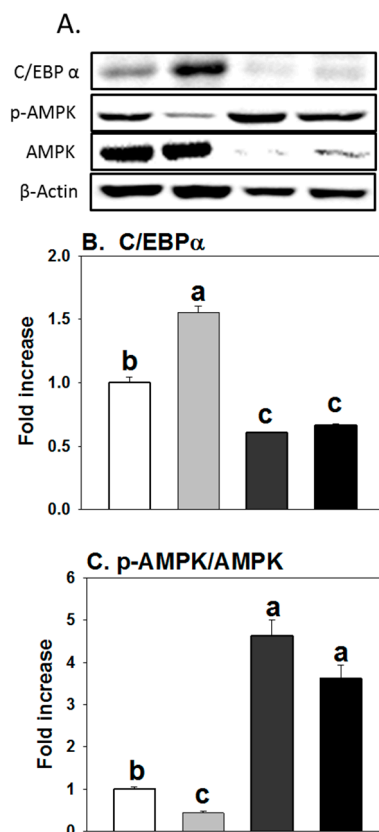 A.
C/EBP α
p-AMPK
AMPK
β-Actin
B. C/EBPα
Fold increase
2.0
1.5
1.0
0.5
0.0
b
a
c
c
C. p-AMPK/AMPK
Fold increase
6
5
4
3
2
1
0
b
c
a
a